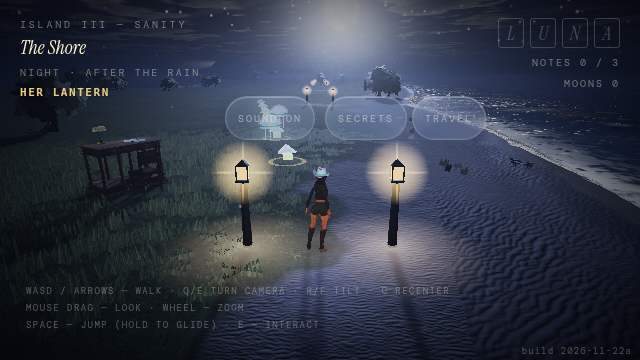 ISLAND III — SANITY
The Shore
NIGHT · AFTER THE RAIN
HER LANTERN
L U N A
NOTES 0 / 3
MOONS 0
SOUND ON
SECRETS
TRAVEL
WASD / ARROWS — WALK · Q/E TURN CAMERA · R/F TILT · C RECENTER
MOUSE DRAG — LOOK · WHEEL — ZOOM
SPACE — JUMP (HOLD TO GLIDE) · E — INTERACT
build 2026-11-22a